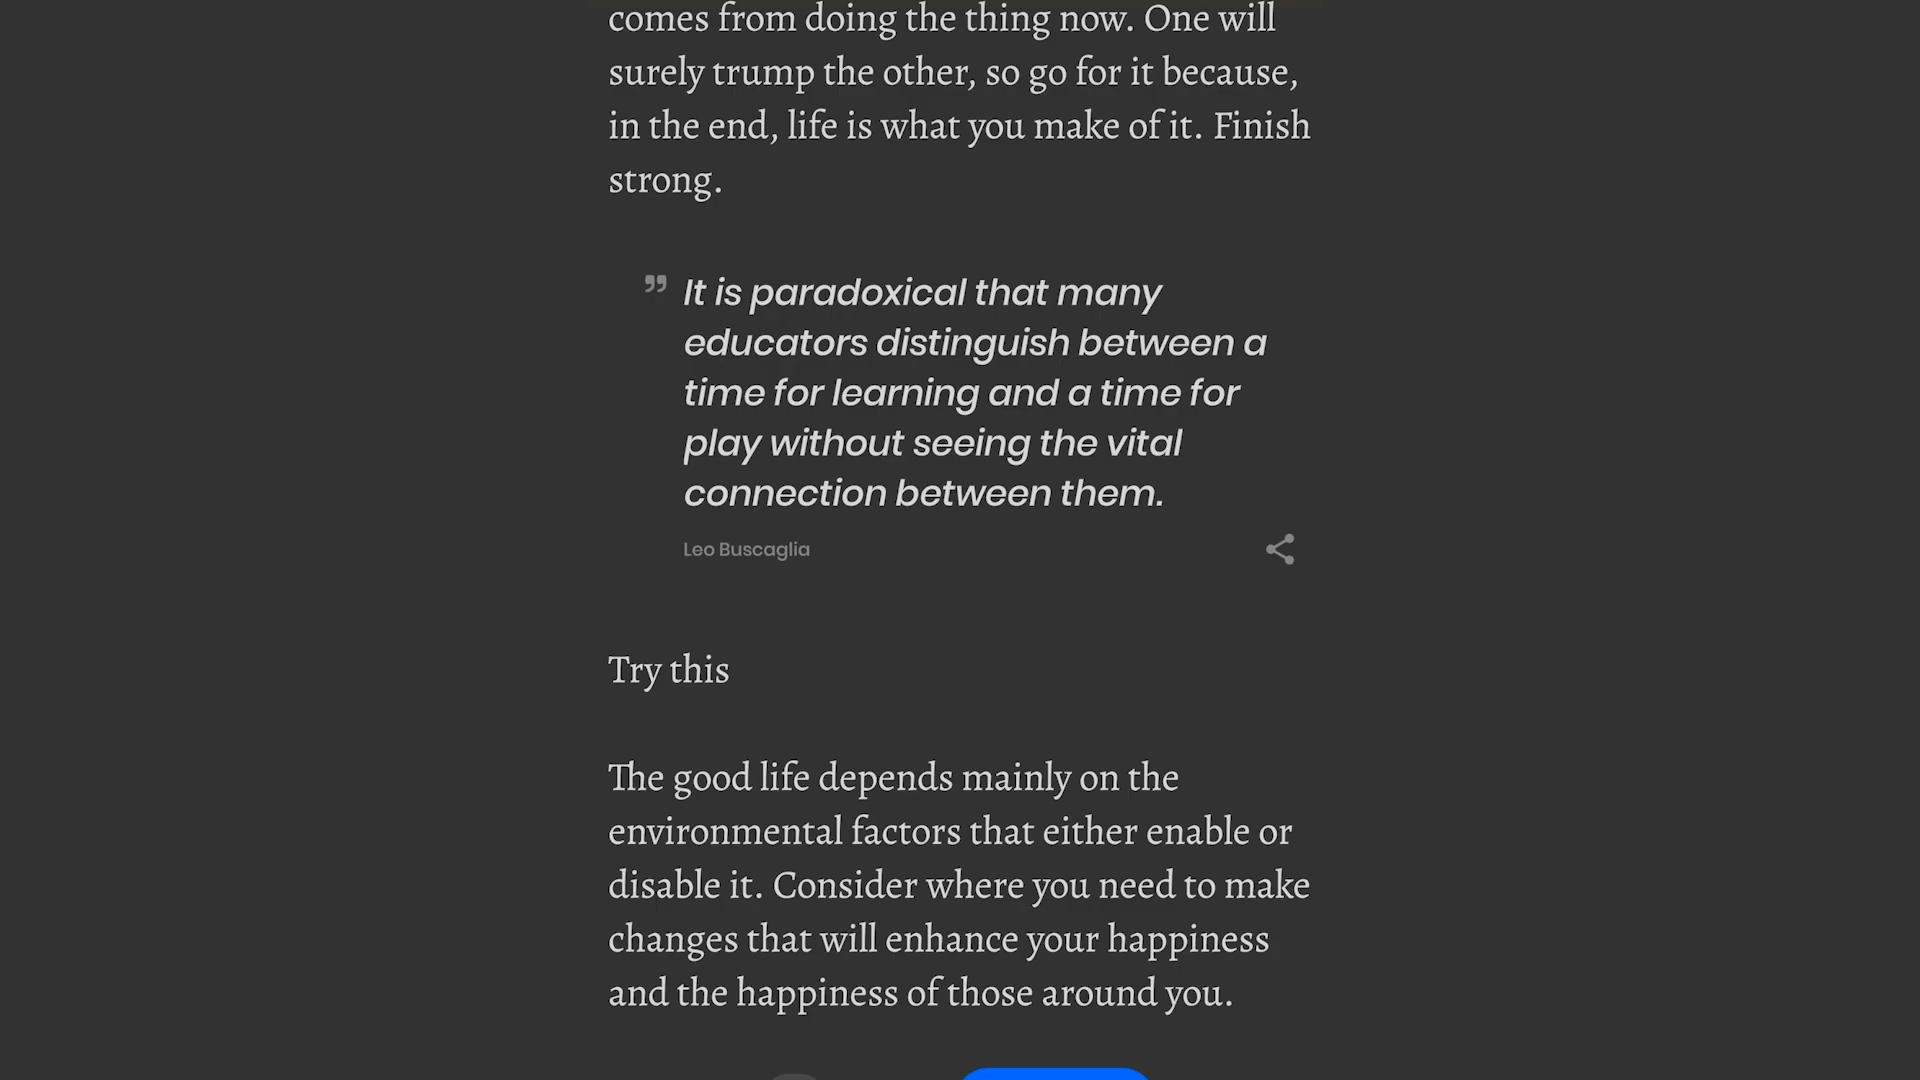 comes from doing the thing now. One will
surely trump the other, so go for it because,
in the end, life is what you make of it. Finish
strong.
" It is paradoxical that many
educators distinguish between a
time for learning and a time for
play without seeing the vital
connection between them.
Leo Buscaglia
Try this
The good life depends mainly on the
environmental factors that either enable or
disable it. Consider where you need to make
changes that will enhance your happiness
and the happiness of those around you.